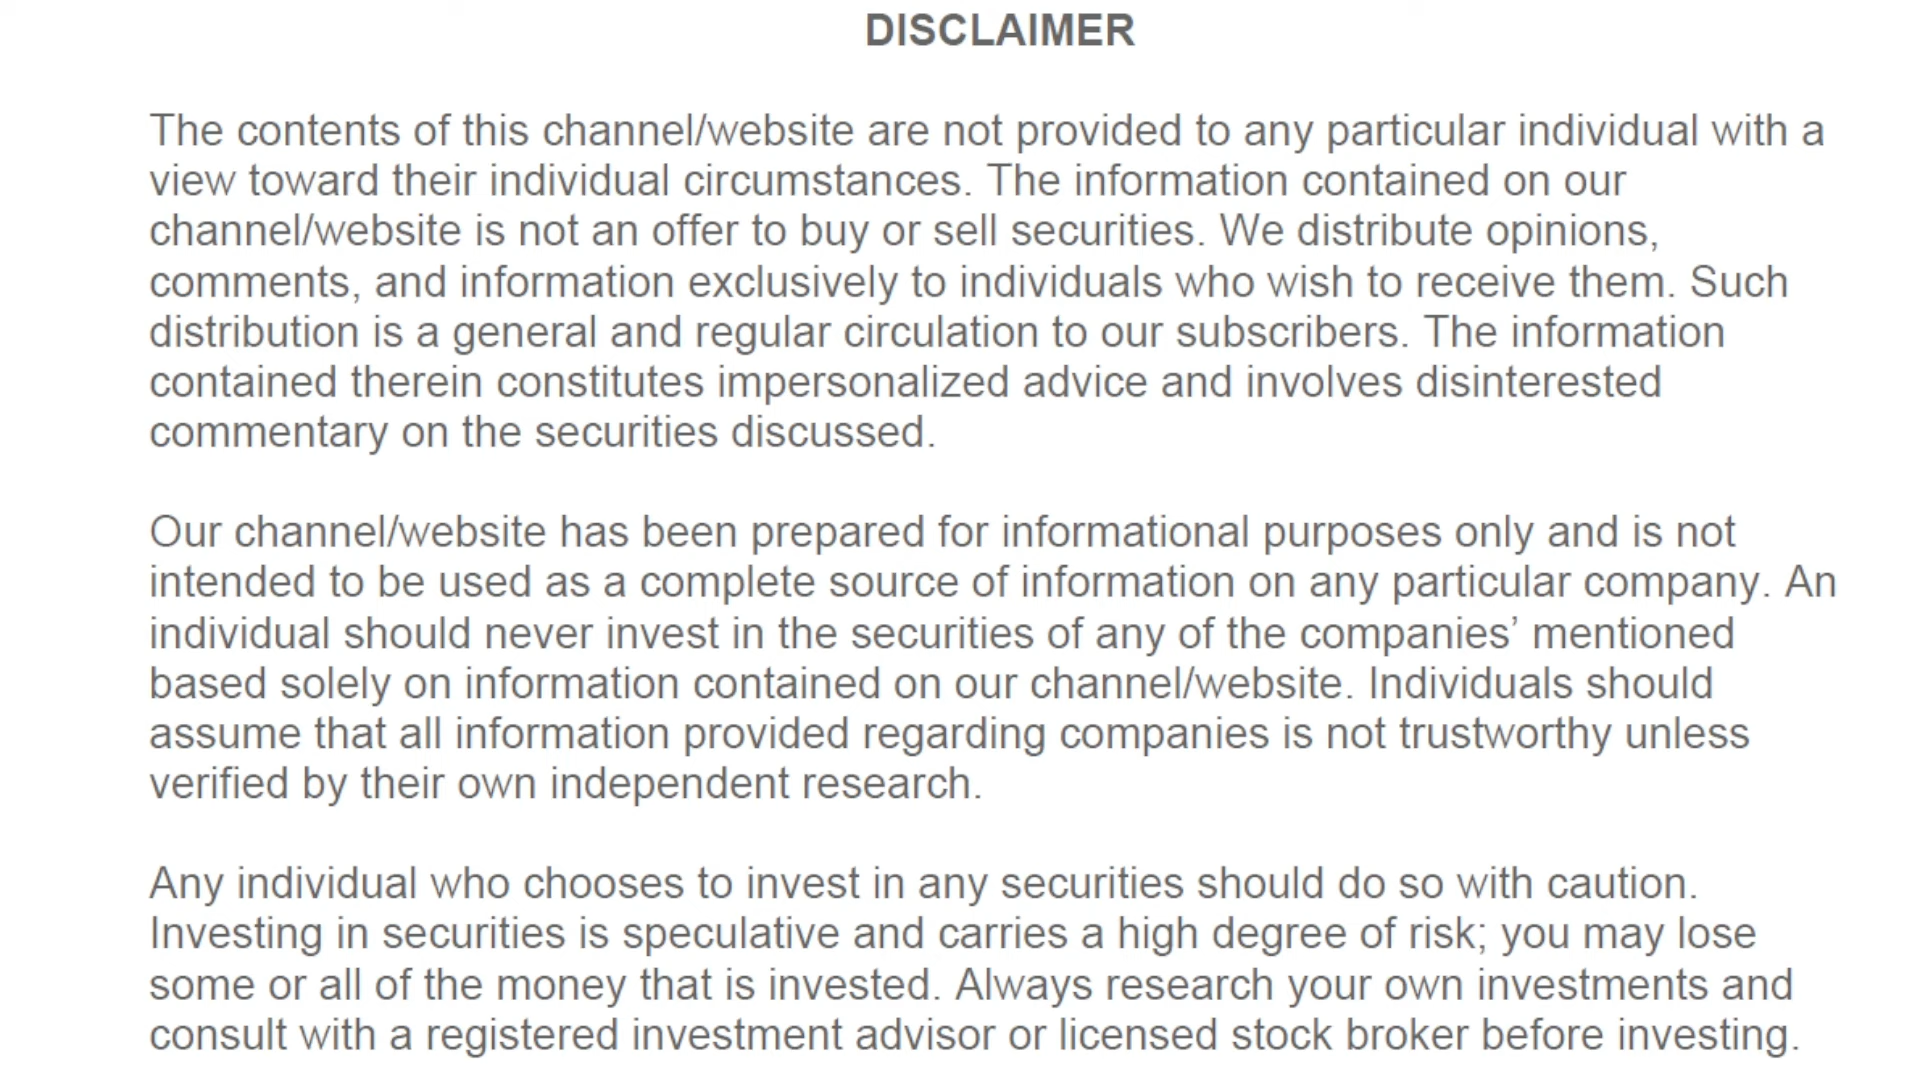 DISCLAIMER
The contents of this channel/website are not provided to any particular individual with a
view toward their individual circumstances. The information contained on our
channel/website is not an offer to buy or sell securities. We distribute opinions,
comments, and information exclusively to individuals who wish to receive them. Such
distribution is a general and regular circulation to our subscribers. The information
contained therein constitutes impersonalized advice and involves disinterested
commentary on the securities discussed.
Our channel/website has been prepared for informational purposes only and is not
intended to be used as a complete source of information on any particular company. An
individual should never invest in the securities of any of the companies’ mentioned
based solely on information contained on our channel/website. Individuals should
assume that all information provided regarding companies is not trustworthy unless
verified by their own independent research.
Any individual who chooses to invest in any securities should do so with caution.
Investing in securities is speculative and carries a high degree of risk; you may lose
some or all of the money that is invested. Always research your own investments and
consult with a registered investment advisor or licensed stock broker before investing.